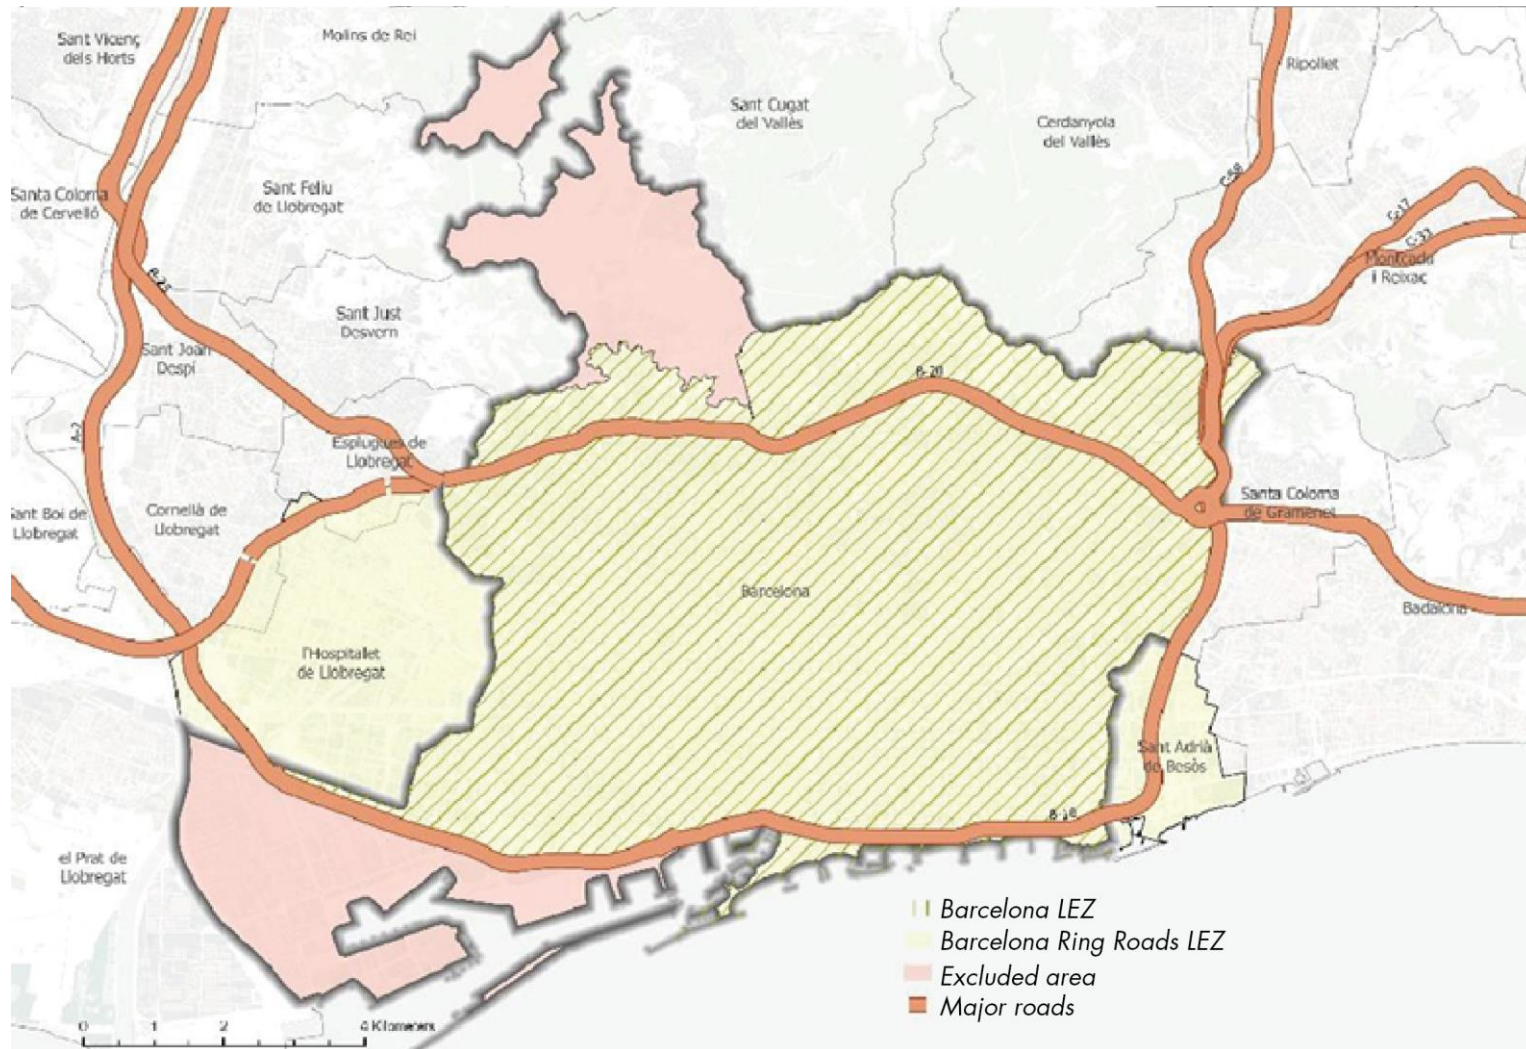 Sant Vicenç
dels Horts
Molins de Rei
Ripollet
Sant Cugat
del Vallès
Cerdanyola
del Vallès
C-58
Santa Coloma
de Cervelló
Sant Feliu
de Llobregat
C-17
C-33
Montcada
i Reixac
B-23
Sant Just
Desvern
Sant Joan
Despí
B-20
A-2
Esplugues de
Llobregat
Sant Boi de
Llobregat
Cornellà de
Llobregat
Santa Coloma
de Gramenet
Barcelona
Badalona
l'Hospitallet
de Llobregat
Sant Adrià
de Besòs
B-10
el Prat de
Llobregat
Barcelona LEZ
Barcelona Ring Roads LEZ
Excluded area
Major roads
0 1 2 4 Kilometers